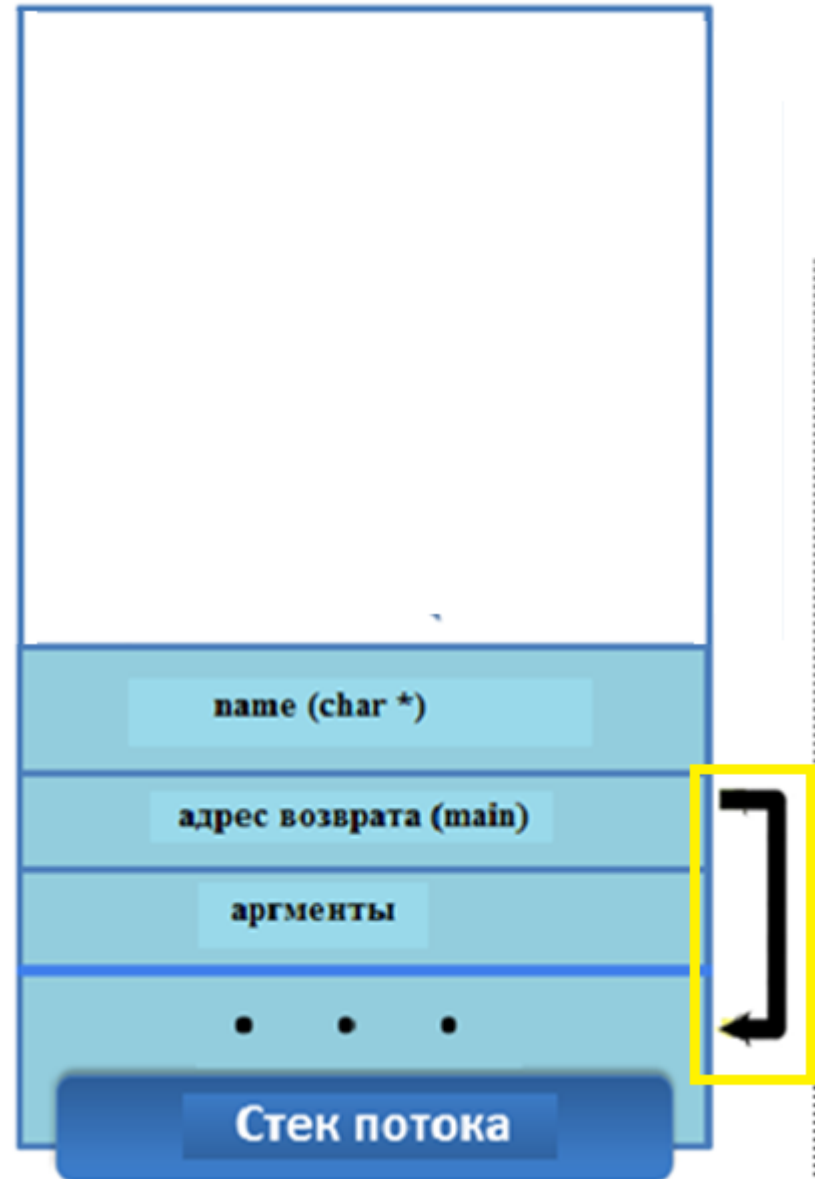 name (char *)
адрес возврата (main)
аргменты
• • •
Стек потока